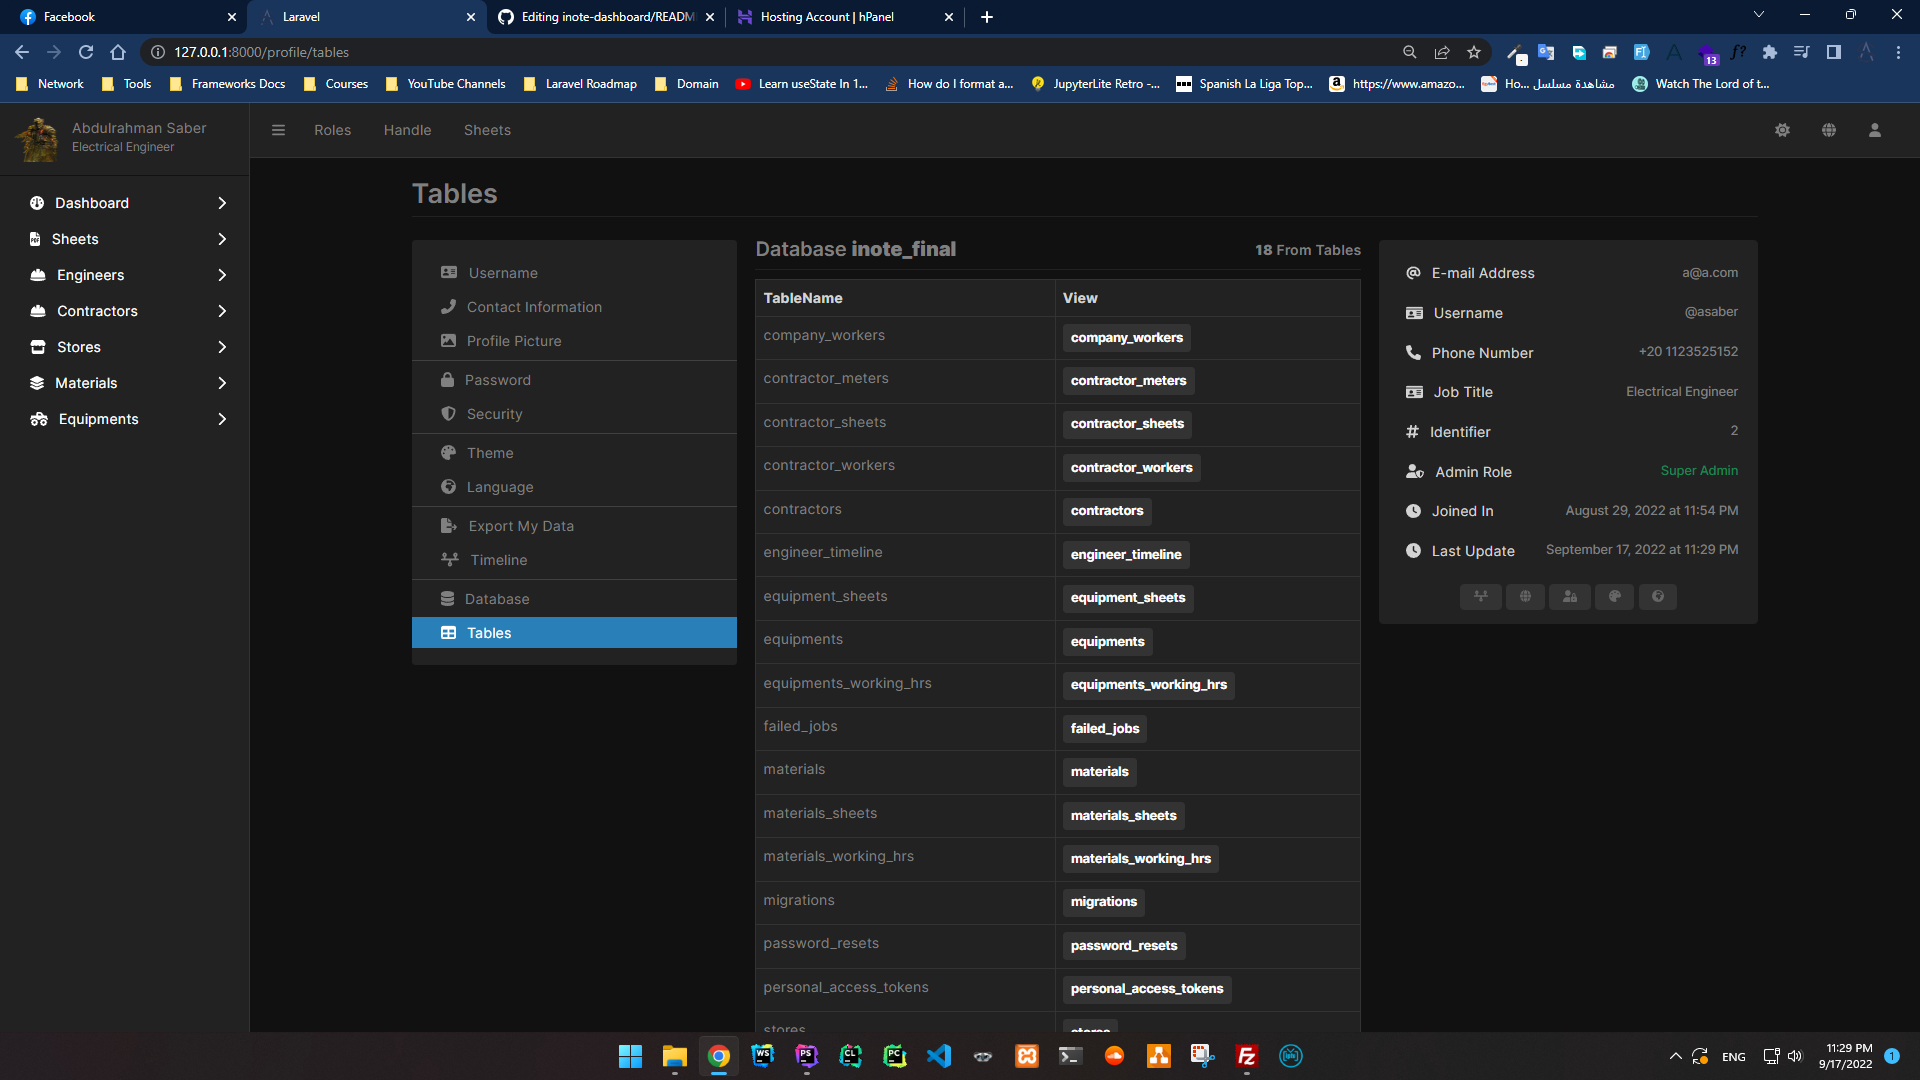 Facebook
Laravel
Editing inote-dashboard/READM
Hosting Account | hPanel
127.0.0.1:8000/profile/tables
13
Network
Tools
Frameworks Docs
Courses
YouTube Channels
Laravel Roadmap
Domain
Learn useState In 1...
How do I format a...
JupyterLite Retro -...
Spanish La Liga Top...
https://www.amazo...
مشاهدة مسلسل Ho...
Watch The Lord of t...
Abdulrahman Saber
Electrical Engineer
Roles
Handle
Sheets
Dashboard
Sheets
Engineers
Contractors
Stores
Materials
Equipments
Tables
Username
Contact Information
Profile Picture
Password
Security
Theme
Language
Export My Data
Timeline
Database
Tables
Database inote_final
18 From Tables
TableName View
company_workers company_workers
contractor_meters contractor_meters
contractor_sheets contractor_sheets
contractor_workers contractor_workers
contractors contractors
engineer_timeline engineer_timeline
equipment_sheets equipment_sheets
equipments equipments
equipments_working_hrs equipments_working_hrs
failed_jobs failed_jobs
materials materials
materials_sheets materials_sheets
materials_working_hrs materials_working_hrs
migrations migrations
password_resets password_resets
personal_access_tokens personal_access_tokens
stores stores
E-mail Address a@a.com
Username @asaber
Phone Number +20 1123525152
Job Title Electrical Engineer
Identifier 2
Admin Role Super Admin
Joined In August 29, 2022 at 11:54 PM
Last Update September 17, 2022 at 11:29 PM
WS
PS
CL
PC
ENG
11:29 PM
9/17/2022
1